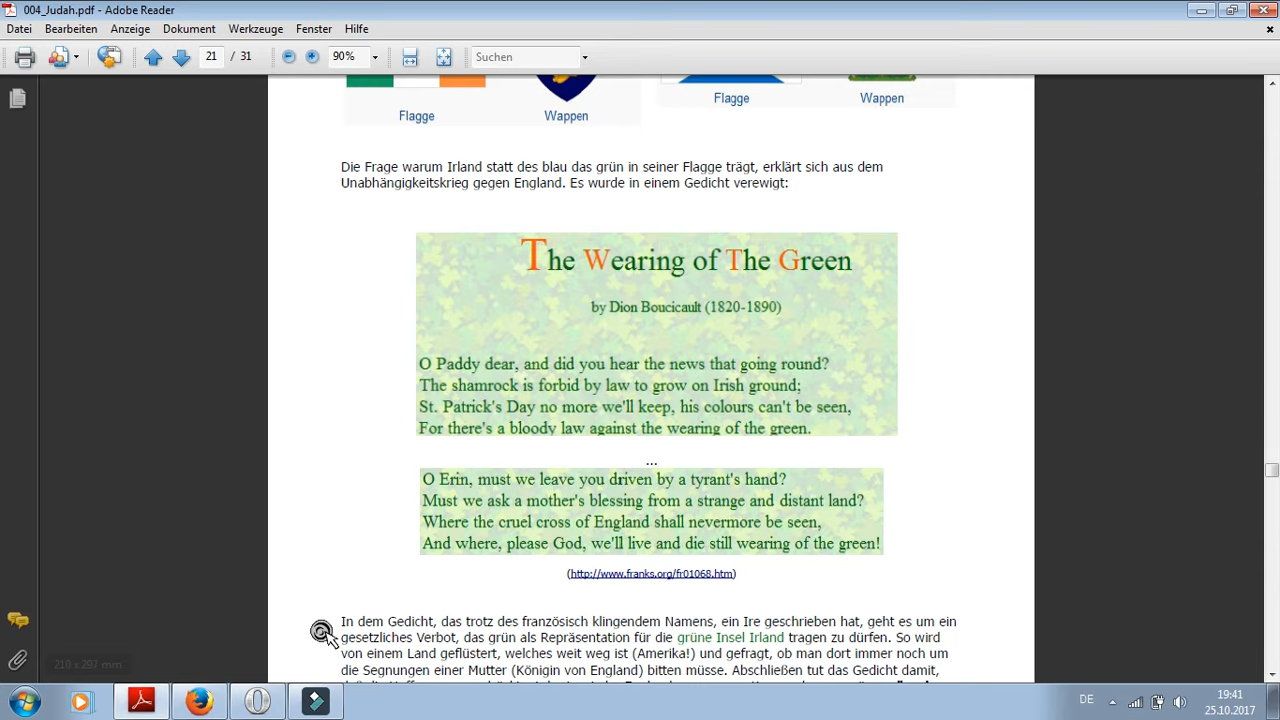 004_Judah.pdf - Adobe Reader
Datei Bearbeiten Anzeige Dokument Werkzeuge Fenster Hilfe
21 / 31 90% Suchen
Flagge Wappen Flagge Wappen
Die Frage warum Irland statt des blau das grün in seiner Flagge trägt, erklärt sich aus dem
Unabhängigkeitskrieg gegen England. Es wurde in einem Gedicht verewigt:
The Wearing of The Green
by Dion Boucicault (1820-1890)
O Paddy dear, and did you hear the news that going round?
The shamrock is forbid by law to grow on Irish ground;
St. Patrick's Day no more we'll keep, his colours can't be seen,
For there's a bloody law against the wearing of the green.
...
O Erin, must we leave you driven by a tyrant's hand?
Must we ask a mother's blessing from a strange and distant land?
Where the cruel cross of England shall nevermore be seen,
And where, please God, we'll live and die still wearing of the green!
(http://www.franks.org/fr01068.htm)
In dem Gedicht, das trotz des französisch klingendem Namens, ein Ire geschrieben hat, geht es um ein
gesetzliches Verbot, das grün als Repräsentation für die grüne Insel Irland tragen zu dürfen. So wird
von einem Land geflüstert, welches weit weg ist (Amerika!) und gefragt, ob man dort immer noch um
die Segnungen einer Mutter (Königin von England) bitten müsse. Abschließen tut das Gedicht damit,
210 x 297 mm
DE 19:41
25.10.2017